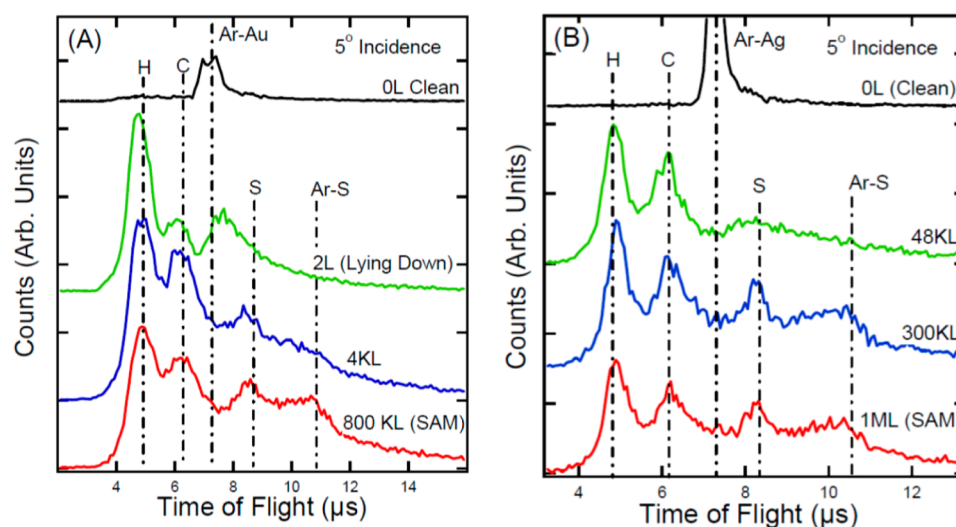 (A)
Ar-Au
5° Incidence
H
C
0L Clean
S
Ar-S
2L (Lying Down)
4KL
800 KL (SAM)
Counts (Arb. Units)
4
6
8
10
12
14
Time of Flight (µs)
(B)
Ar-Ag
5° Incidence
H
C
0L (Clean)
S
Ar-S
48KL
300KL
1ML (SAM)
Counts (Arb. Units)
4
6
8
10
12
Time of Flight (µs)